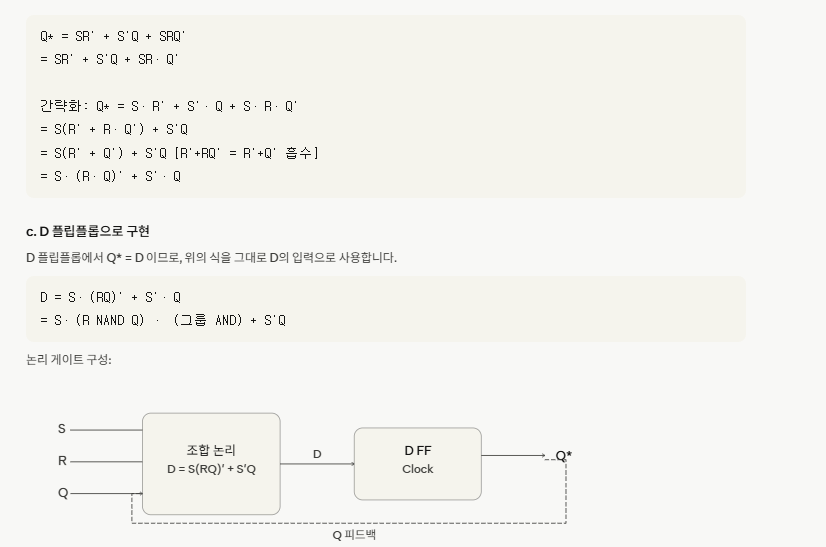 Q* = SR' + S'Q + SRQ'
= SR' + S'Q + SR·Q'
간략화: Q* = S·R' + S'·Q + S·R·Q'
= S(R' + R·Q') + S'Q
= S(R' + Q') + S'Q [R'+RQ' = R'+Q' 흡수]
= S·(R·Q)' + S'·Q
c. D 플립플롭으로 구현
D 플립플롭에서 Q* = D 이므로, 위의 식을 그대로 D의 입력으로 사용합니다.
D = S·(RQ)' + S'·Q
= S·(R NAND Q) · (그룹 AND) + S'Q
논리 게이트 구성:
S
R
Q
조합 논리
D = S(RQ)' + S'Q
D
D FF
Clock
Q*
Q 피드백